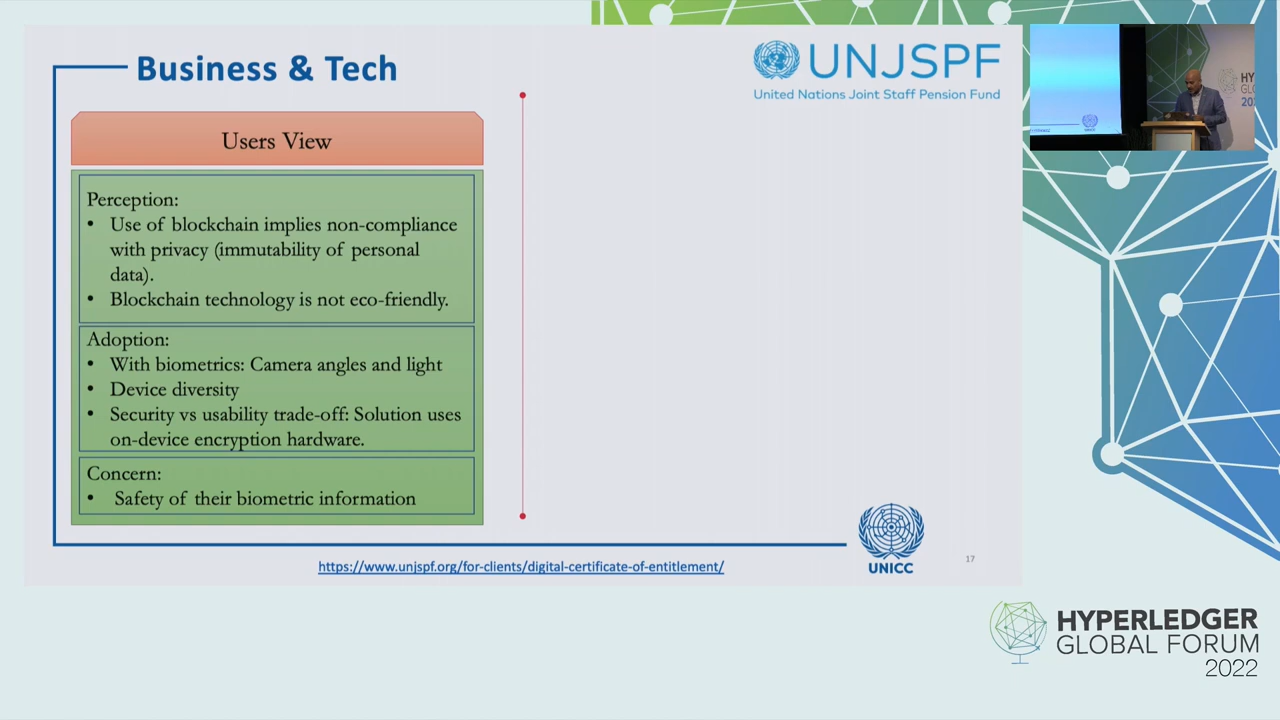 Business & Tech
UNJSPF
United Nations Joint Staff Pension Fund
Users View
Perception:
• Use of blockchain implies non-compliance
with privacy (immutability of personal
data).
• Blockchain technology is not eco-friendly.
Adoption:
• With biometrics: Camera angles and light
• Device diversity
• Security vs usability trade-off: Solution uses
on-device encryption hardware.
Concern:
• Safety of their biometric information
UNICC
17
https://www.unjspf.org/for-clients/digital-certificate-of-entitlement/
HYPERLEDGER
GLOBAL FORUM
2022